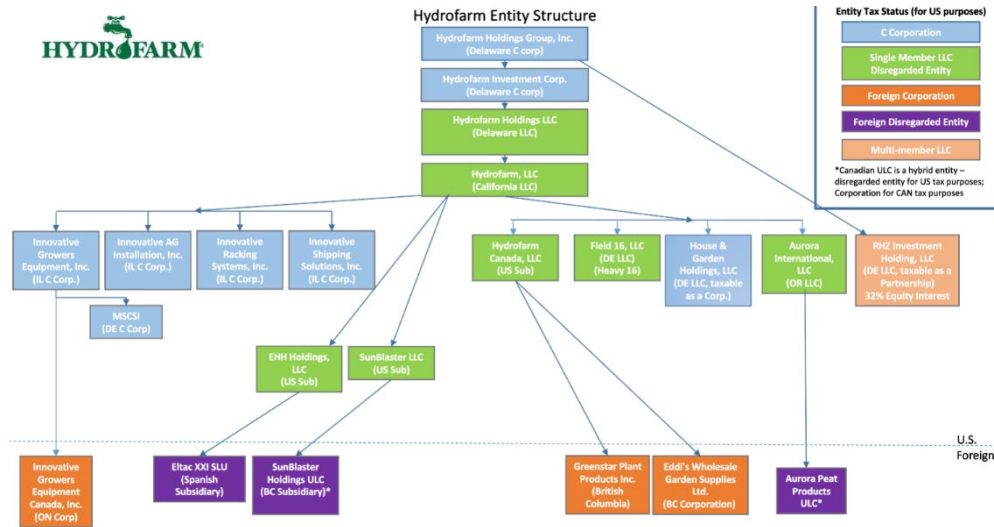 Hydrofarm Entity Structure
HYDROFARM®
Entity Tax Status (for US purposes)
C Corporation
Single Member LLC
Disregarded Entity
Foreign Corporation
Foreign Disregarded Entity
Multi-member LLC
*Canadian ULC is a hybrid entity –
disregarded entity for US tax purposes;
Corporation for CAN tax purposes
Hydrofarm Holdings Group, Inc.
(Delaware C corp)
Hydrofarm Investment Corp.
(Delaware C corp)
Hydrofarm Holdings LLC
(Delaware LLC)
Hydrofarm, LLC
(California LLC)
Innovative
Growers
Equipment, Inc.
(IL C Corp.)
Innovative AG
Installation, Inc.
(IL C Corp.)
Innovative
Racking
Systems, Inc.
(IL C Corp.)
Innovative
Shipping
Solutions, Inc.
(IL C Corp.)
Hydrofarm
Canada, LLC
(US Sub)
Field 16, LLC
(DE LLC)
(Heavy 16)
House &
Garden
Holdings, LLC
(DE LLC, taxable
as a Corp.)
Aurora
International,
LLC
(OR LLC)
RHZ Investment
Holding, LLC
(DE LLC, taxable as a
Partnership)
32% Equity Interest
MSCSI
(DE C Corp)
EHH Holdings,
LLC
(US Sub)
SunBlaster LLC
(US Sub)
U.S.
Foreign
Innovative
Growers
Equipment
Canada, Inc.
(ON Corp)
Eltac XXI SLU
(Spanish
Subsidiary)
SunBlaster
Holdings ULC
(BC Subsidiary)*
Greenstar Plant
Products Inc.
(British
Columbia)
Eddi's Wholesale
Garden Supplies
Ltd.
(BC Corporation)
Aurora Peat
Products
ULC*